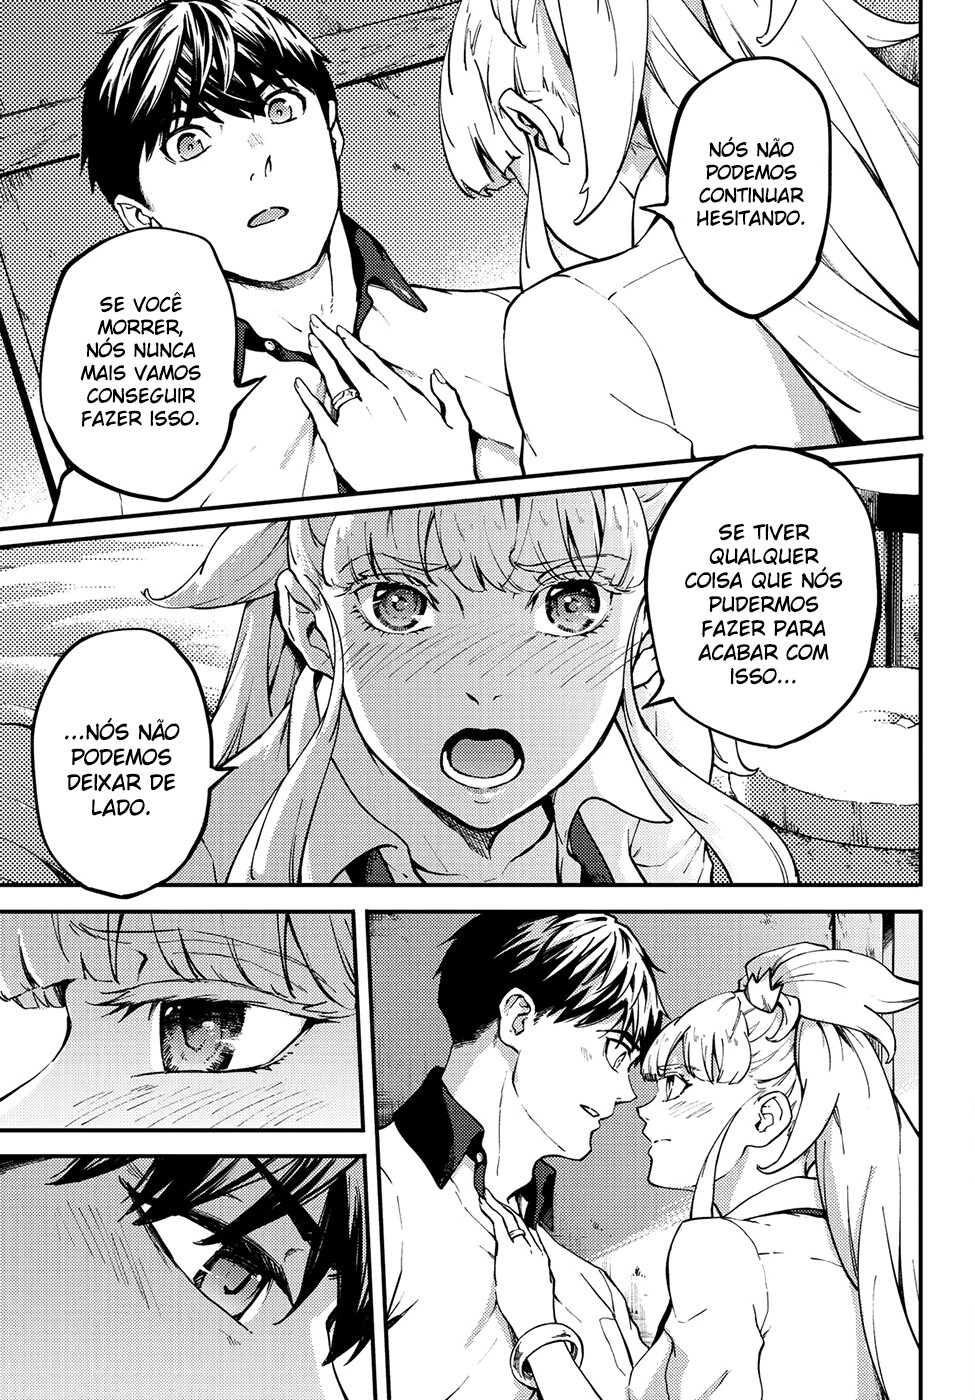 NÓS NÃO
PODEMOS
CONTINUAR
HESITANDO.
SE VOCÊ
MORRER,
NÓS NUNCA
MAIS VAMOS
CONSEGUIR
FAZER ISSO.
SE TIVER
QUALQUER
COISA QUE NÓS
PUDERMOS
FAZER PARA
ACABAR COM
ISSO...
...NÓS NÃO
PODEMOS
DEIXAR DE
LADO.